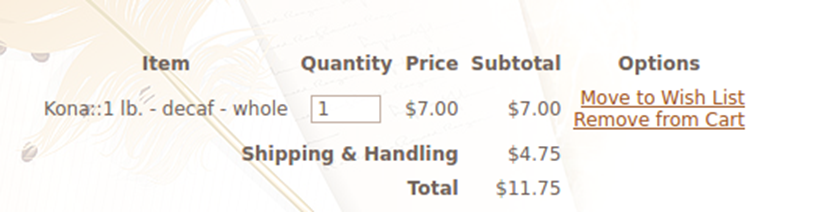 Item Quantity Price Subtotal Options
Kona::1 lb. - decaf - whole 1 $7.00 $7.00 Move to Wish List
Remove from Cart
Shipping & Handling $4.75
Total $11.75